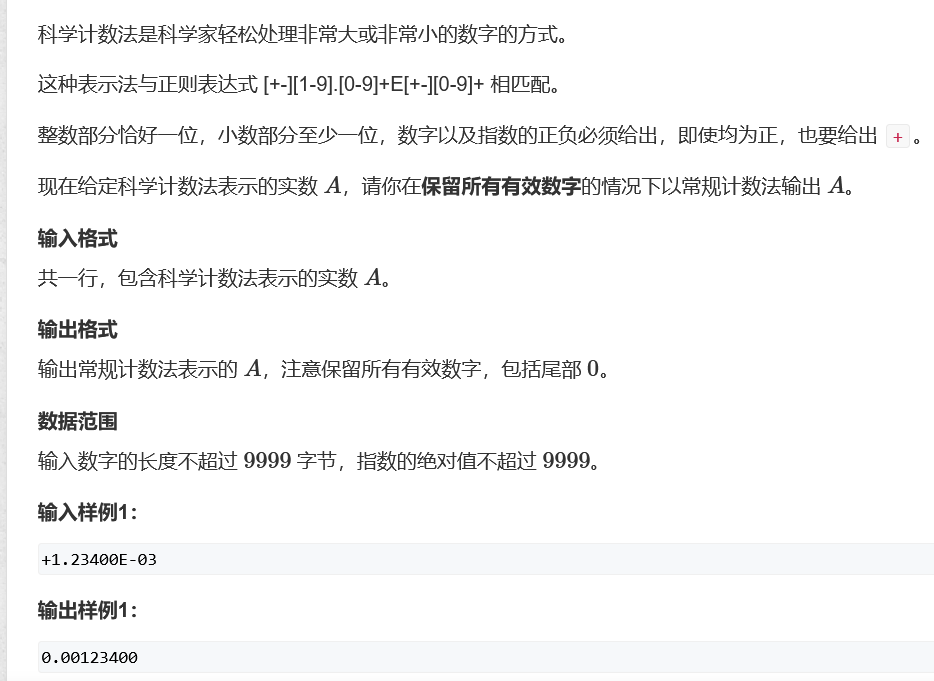 科学计数法是科学家轻松处理非常大或非常小的数字的方式。
这种表示法与正则表达式 [+-][1-9].[0-9]+E[+-][0-9]+ 相匹配。
整数部分恰好一位，小数部分至少一位，数字以及指数的正负必须给出，即使均为正，也要给出 + 。
现在给定科学计数法表示的实数 A，请你在保留所有有效数字的情况下以常规计数法输出 A。
输入格式
共一行，包含科学计数法表示的实数 A。
输出格式
输出常规计数法表示的 A，注意保留所有有效数字，包括尾部 0。
数据范围
输入数字的长度不超过 9999 字节，指数的绝对值不超过 9999。
输入样例1：
+1.23400E-03
输出样例1：
0.00123400